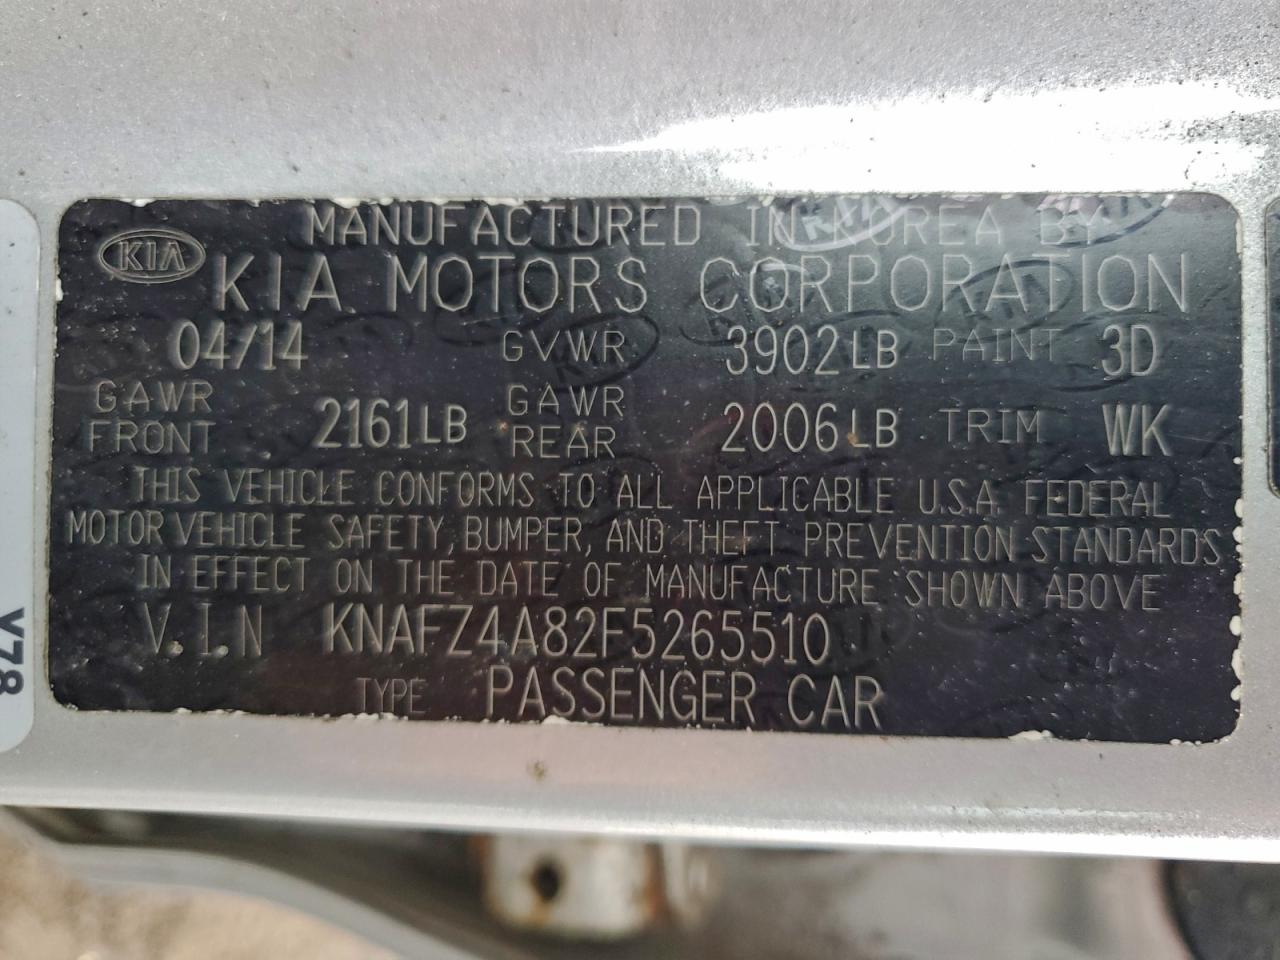 MANUFACTURED IN KOREA BY
KIA
KIA MOTORS CORPORATION
04/14 GVWR 3902LB PAINT 3D
GAWR FRONT 2161LB GAWR REAR 2006LB TRIM WK
THIS VEHICLE CONFORMS TO ALL APPLICABLE U.S.A. FEDERAL
MOTOR VEHICLE SAFETY, BUMPER, AND THEFT PREVENTION STANDARDS
IN EFFECT ON THE DATE OF MANUFACTURE SHOWN ABOVE
V.I.N KNAFZ4A82F5265510
TYPE PASSENGER CAR